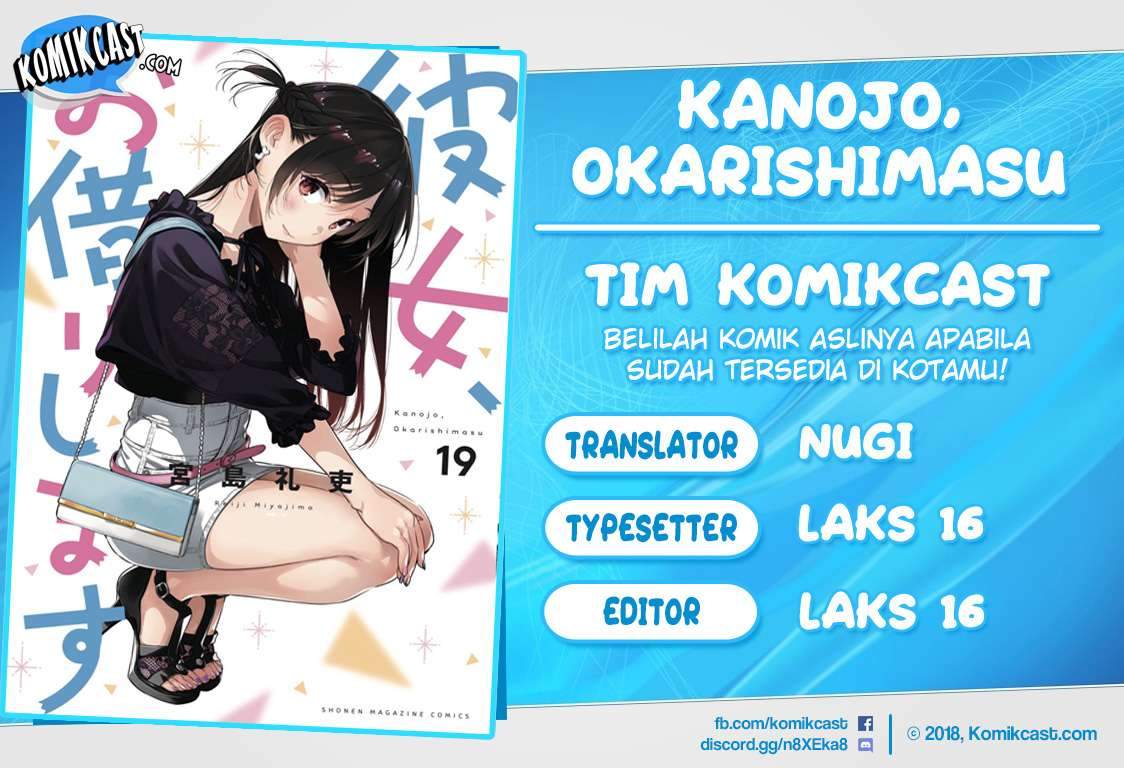 KOMIKCAST
.COM
彼女、
お借りします
Kanojo,
Okarishimasu
19
宮島礼吏
Reiji Miyajima
SHONEN MAGAZINE COMICS
KANOJO,
OKARISHIMASU
TIM KOMIKCAST
BELILAH KOMIK ASLINYA APABILA
SUDAH TERSEDIA DI KOTAMU!
TRANSLATOR NUGI
TYPESETTER LAKS 16
EDITOR LAKS 16
fb.com/komikcast
discord.gg/n8XEka8
© 2018, Komikcast.com